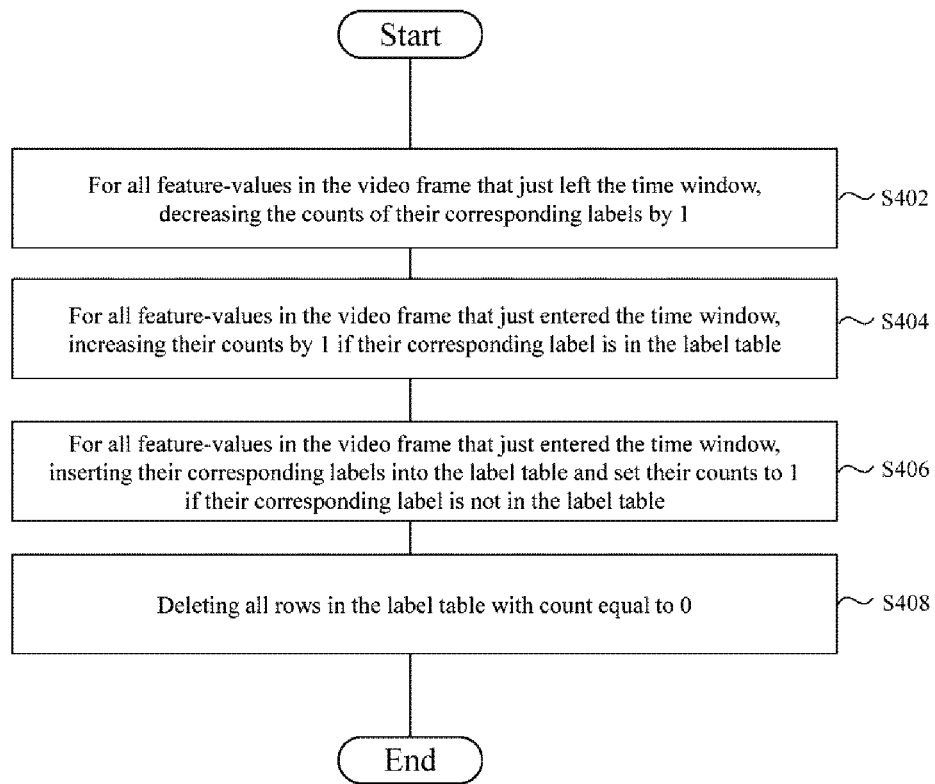 Start
For all feature-values in the video frame that just left the time window,
decreasing the counts of their corresponding labels by 1
S402
For all feature-values in the video frame that just entered the time window,
increasing their counts by 1 if their corresponding label is in the label table
S404
For all feature-values in the video frame that just entered the time window,
inserting their corresponding labels into the label table and set their counts to 1
if their corresponding label is not in the label table
S406
Deleting all rows in the label table with count equal to 0
S408
End